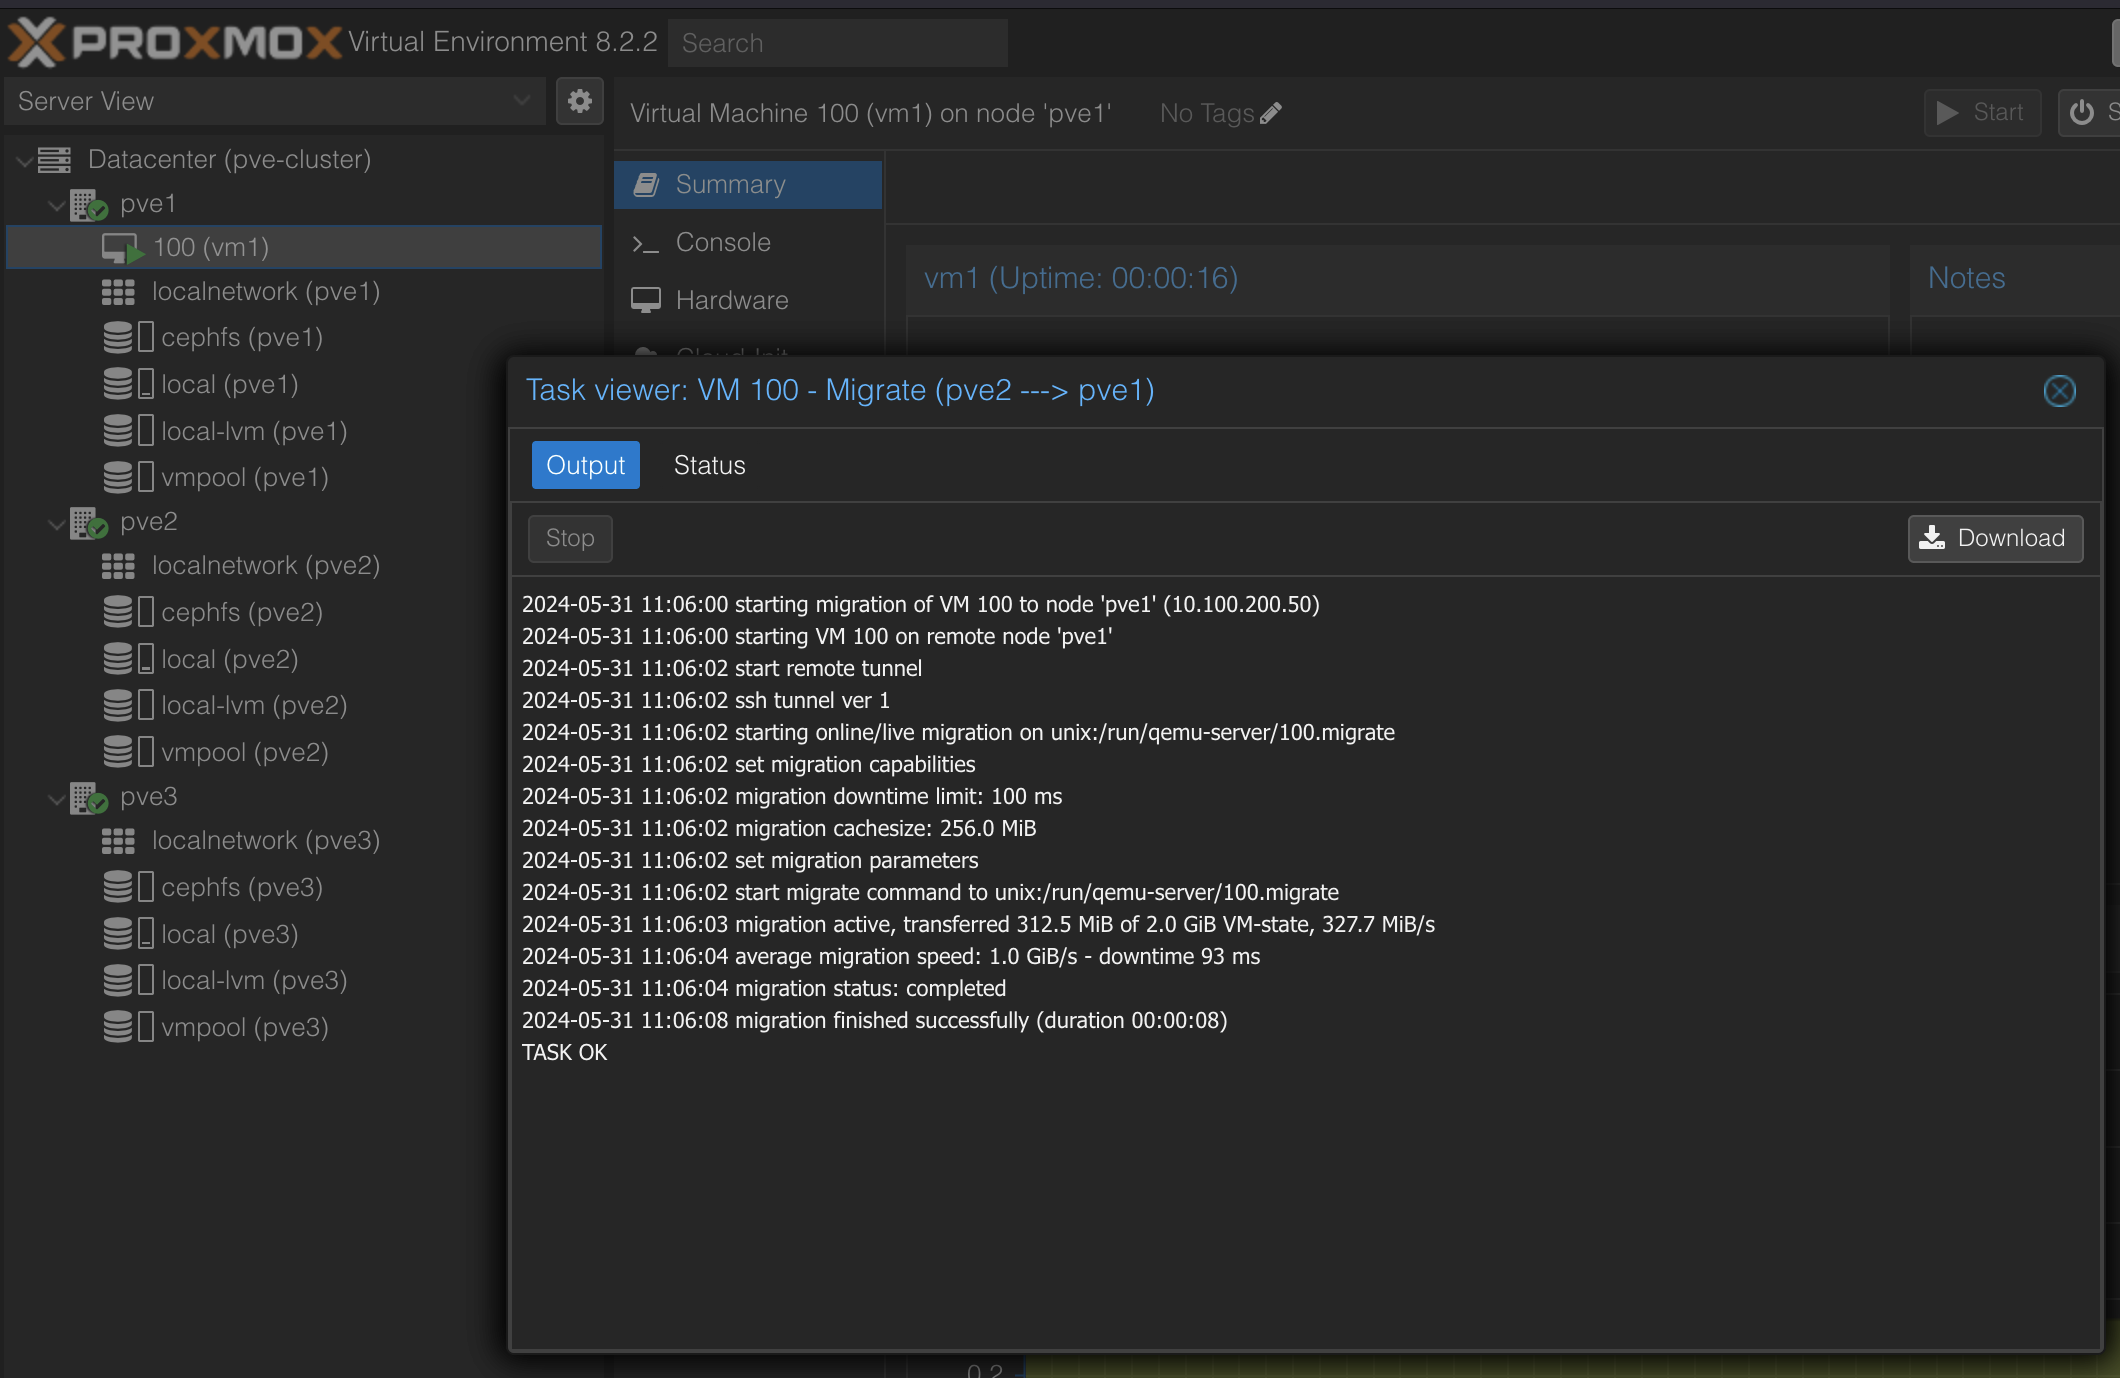 PROXMOX Virtual Environment 8.2.2 Search
Server View
Virtual Machine 100 (vm1) on node 'pve1' No Tags Start
Datacenter (pve-cluster)
pve1
100 (vm1)
localnetwork (pve1)
cephfs (pve1)
local (pve1)
local-lvm (pve1)
vmpool (pve1)
pve2
localnetwork (pve2)
cephfs (pve2)
local (pve2)
local-lvm (pve2)
vmpool (pve2)
pve3
localnetwork (pve3)
cephfs (pve3)
local (pve3)
local-lvm (pve3)
vmpool (pve3)
Summary
Console
Hardware
Cloud-Init
vm1 (Uptime: 00:00:16)
Notes
Task viewer: VM 100 - Migrate (pve2 ---> pve1)
Output Status
Stop Download
2024-05-31 11:06:00 starting migration of VM 100 to node 'pve1' (10.100.200.50)
2024-05-31 11:06:00 starting VM 100 on remote node 'pve1'
2024-05-31 11:06:02 start remote tunnel
2024-05-31 11:06:02 ssh tunnel ver 1
2024-05-31 11:06:02 starting online/live migration on unix:/run/qemu-server/100.migrate
2024-05-31 11:06:02 set migration capabilities
2024-05-31 11:06:02 migration downtime limit: 100 ms
2024-05-31 11:06:02 migration cachesize: 256.0 MiB
2024-05-31 11:06:02 set migration parameters
2024-05-31 11:06:02 start migrate command to unix:/run/qemu-server/100.migrate
2024-05-31 11:06:03 migration active, transferred 312.5 MiB of 2.0 GiB VM-state, 327.7 MiB/s
2024-05-31 11:06:04 average migration speed: 1.0 GiB/s - downtime 93 ms
2024-05-31 11:06:04 migration status: completed
2024-05-31 11:06:08 migration finished successfully (duration 00:00:08)
TASK OK
0.2